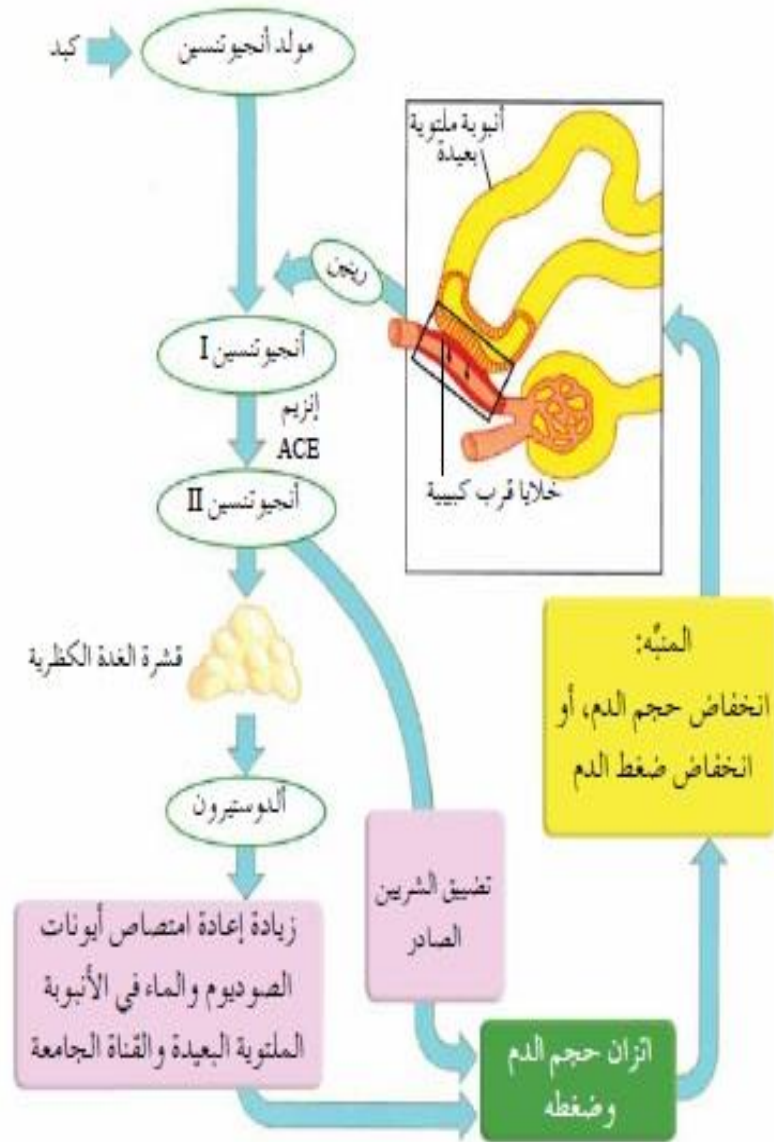 كبد
مولد أنجيوتنسين
أنبوبة ملتوية
بعيدة
رينين
أنجيوتنسين I
إنزيم
ACE
أنجيوتنسين II
خلايا قرب كبيبية
قشرة الغدة الكظرية
ألدوستيرون
زيادة إعادة امتصاص أيونات
الصوديوم والماء في الأنبوبة
الملتوية البعيدة والقناة الجامعة
تضييق الشريين
الصادر
اتزان حجم الدم
وضغطه
المنبّه:
انخفاض حجم الدم، أو
انخفاض ضغط الدم